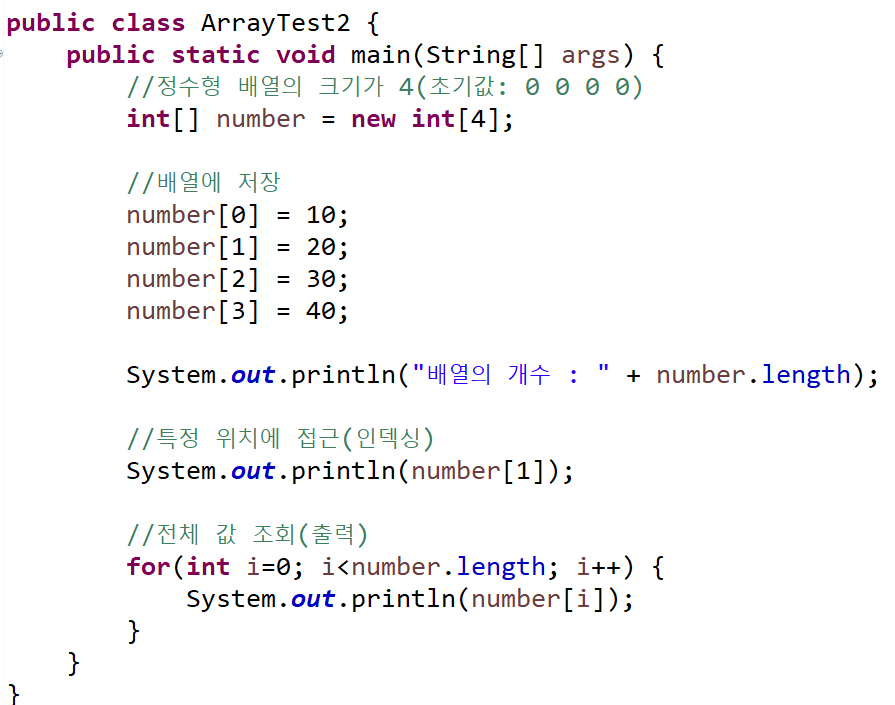 public class ArrayTest2 {
public static void main(String[] args) {
//정수형 배열의 크기가 4(초기값: 0 0 0 0)
int[] number = new int[4];
//배열에 저장
number[0] = 10;
number[1] = 20;
number[2] = 30;
number[3] = 40;
System.out.println("배열의 개수 : " + number.length);
//특정 위치에 접근(인덱싱)
System.out.println(number[1]);
//전체 값 조회(출력)
for(int i=0; i<number.length; i++) {
System.out.println(number[i]);
}
}
}